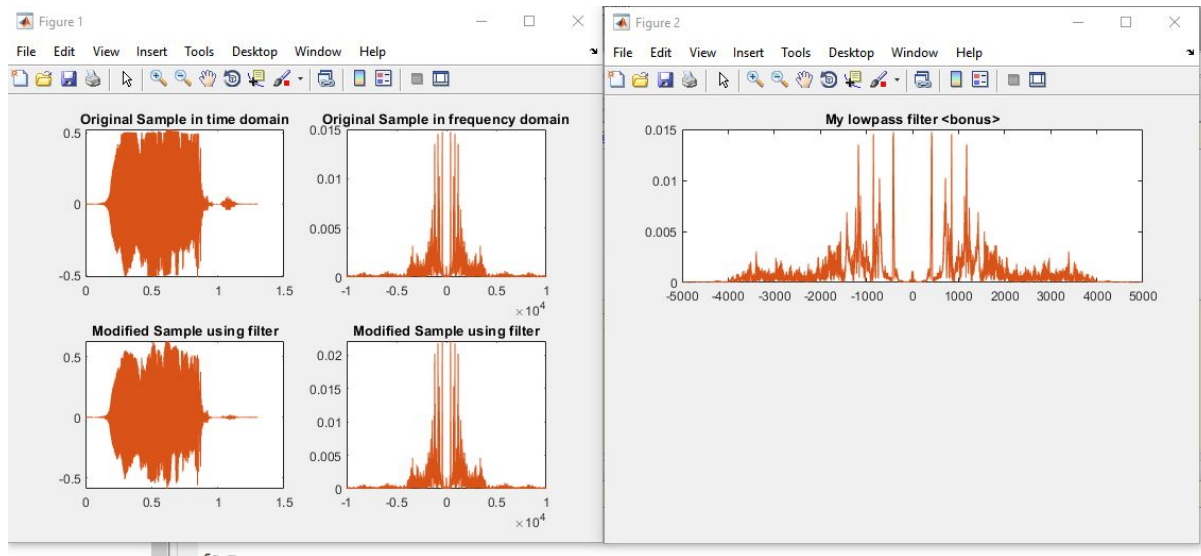 Figure 1
File Edit View Insert Tools Desktop Window Help
Original Sample in time domain
0.5
0
-0.5
0 0.5 1 1.5
Original Sample in frequency domain
0.015
0.01
0.005
0
-1 -0.5 0 0.5 1
×10^4
Modified Sample using filter
0.5
0
-0.5
0 0.5 1 1.5
Modified Sample using filter
0.02
0.015
0.01
0.005
0
-1 -0.5 0 0.5 1
×10^4
Figure 2
File Edit View Insert Tools Desktop Window Help
My lowpass filter <bonus>
0.015
0.01
0.005
0
-5000 -4000 -3000 -2000 -1000 0 1000 2000 3000 4000 5000